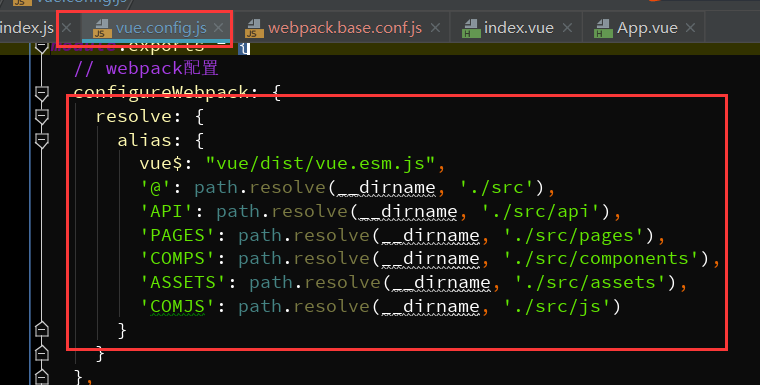 vue.config.js
index.js × vue.config.js × webpack.base.conf.js × index.vue × App.vue ×
.exports = {
// webpack配置
configureWebpack: {
resolve: {
alias: {
vue$: "vue/dist/vue.esm.js",
'@': path.resolve(__dirname, './src'),
'API': path.resolve(__dirname, './src/api'),
'PAGES': path.resolve(__dirname, './src/pages'),
'COMPS': path.resolve(__dirname, './src/components'),
'ASSETS': path.resolve(__dirname, './src/assets'),
'COMJS': path.resolve(__dirname, './src/js')
}
}
},